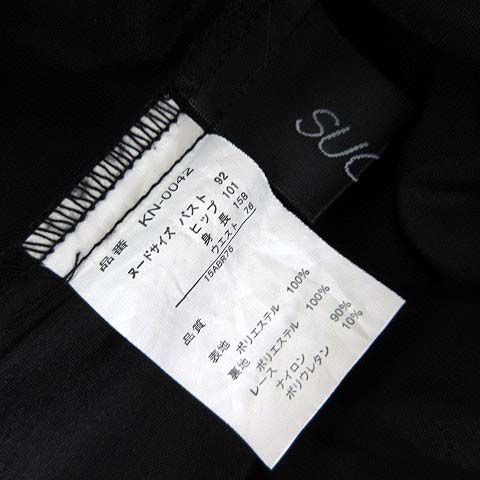 SUC
品番 KN-0042
ヌードサイズ バスト 92
ヒップ 101
身長 158
ウエスト 76
15ABR76
品質
表地 ポリエステル 100%
裏地 ポリエステル 100%
レース ナイロン 90%
ポリウレタン 10%